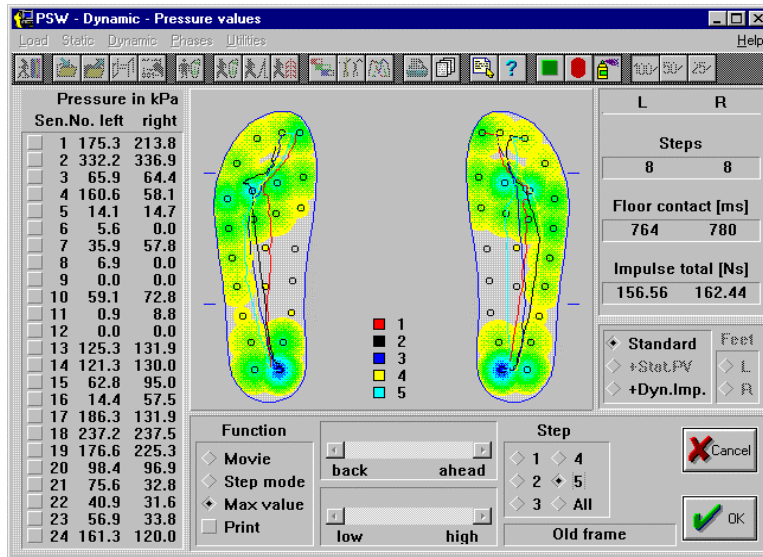 PSW - Dynamic - Pressure values
Load Static Dynamic Phases Utilities Help
100/ 50/ 25/
Pressure in kPa
Sen.No. left right
1 175.3 213.8
2 332.2 336.9
3 65.9 64.4
4 160.6 58.1
5 14.1 14.7
6 5.6 0.0
7 35.9 57.8
8 6.9 0.0
9 0.0 0.0
10 59.1 72.8
11 0.9 8.8
12 0.0 0.0
13 125.3 131.9
14 121.3 130.0
15 62.8 95.0
16 14.4 57.5
17 186.3 131.9
18 237.2 237.5
19 176.6 225.3
20 98.4 96.9
21 75.6 32.8
22 40.9 31.6
23 56.9 33.8
24 161.3 120.0
1
2
3
4
5
L R
Steps
8 8
Floor contact [ms]
764 780
Impulse total [Ns]
156.56 162.44
Standard
+Stat.PV
+Dyn.Imp.
Feet
L
R
Function
Movie
Step mode
Max value
Print
back ahead
low high
Step
1 4
2 5
3 All
Old frame
Cancel
OK